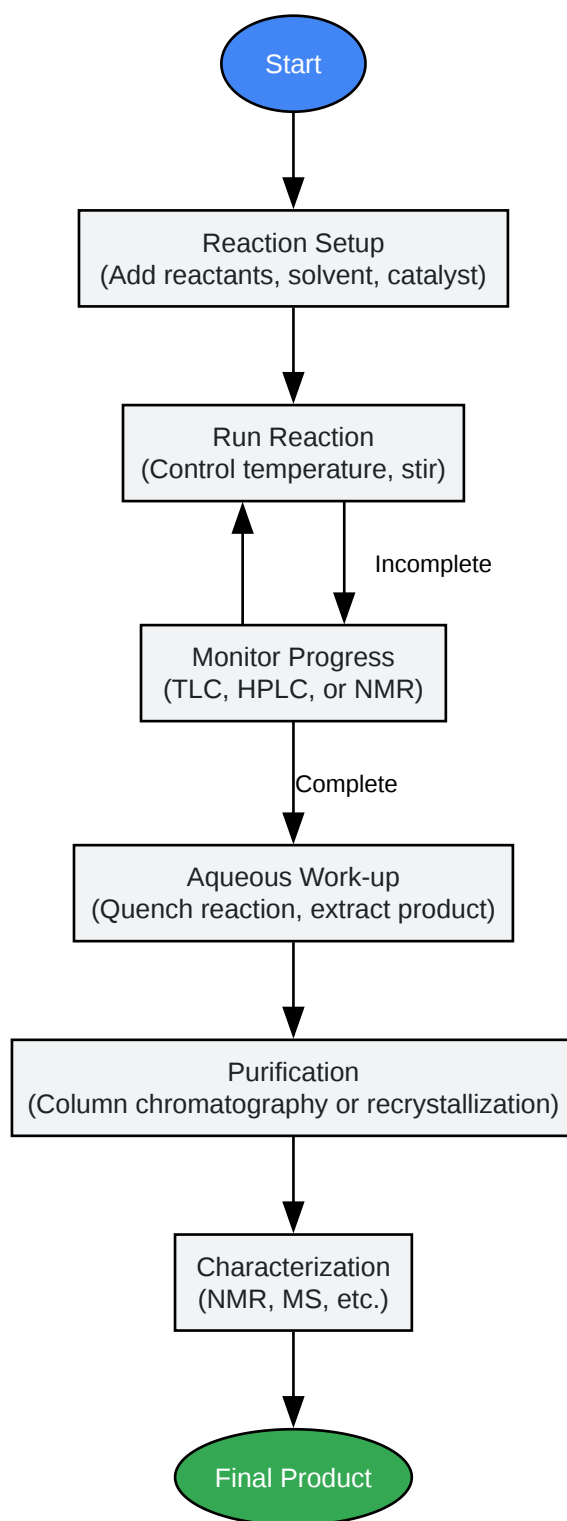 Start
Reaction Setup
(Add reactants, solvent, catalyst)
Run Reaction
(Control temperature, stir)
Incomplete
Monitor Progress
(TLC, HPLC, or NMR)
Complete
Aqueous Work-up
(Quench reaction, extract product)
Purification
(Column chromatography or recrystallization)
Characterization
(NMR, MS, etc.)
Final Product